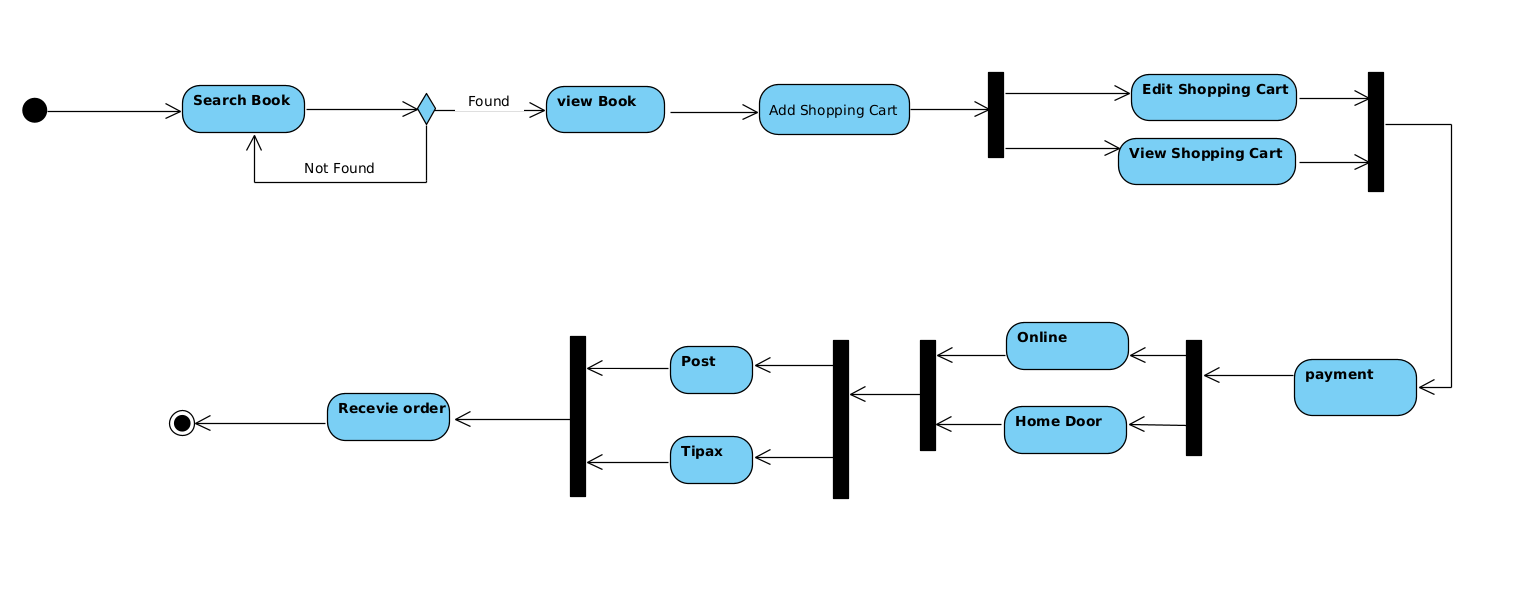 Search Book
Found
view Book
Add Shopping Cart
Edit Shopping Cart
View Shopping Cart
Not Found
payment
Online
Home Door
Post
Tipax
Recevie order